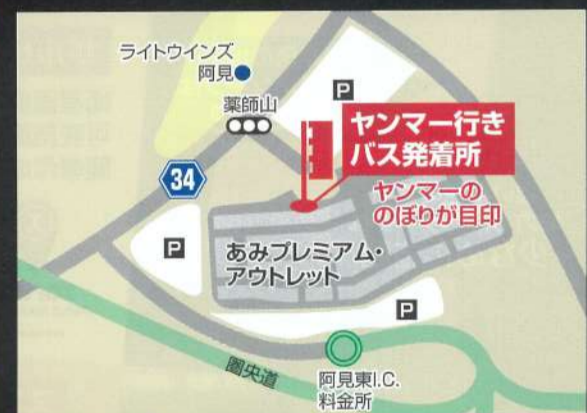 ライトウインズ
阿見
薬師山
P
ヤンマー行き
バス発着所
ヤンマーの
のぼりが目印
34
P
あみプレミアム・
アウトレット
P
圏央道
阿見東I.C.
料金所